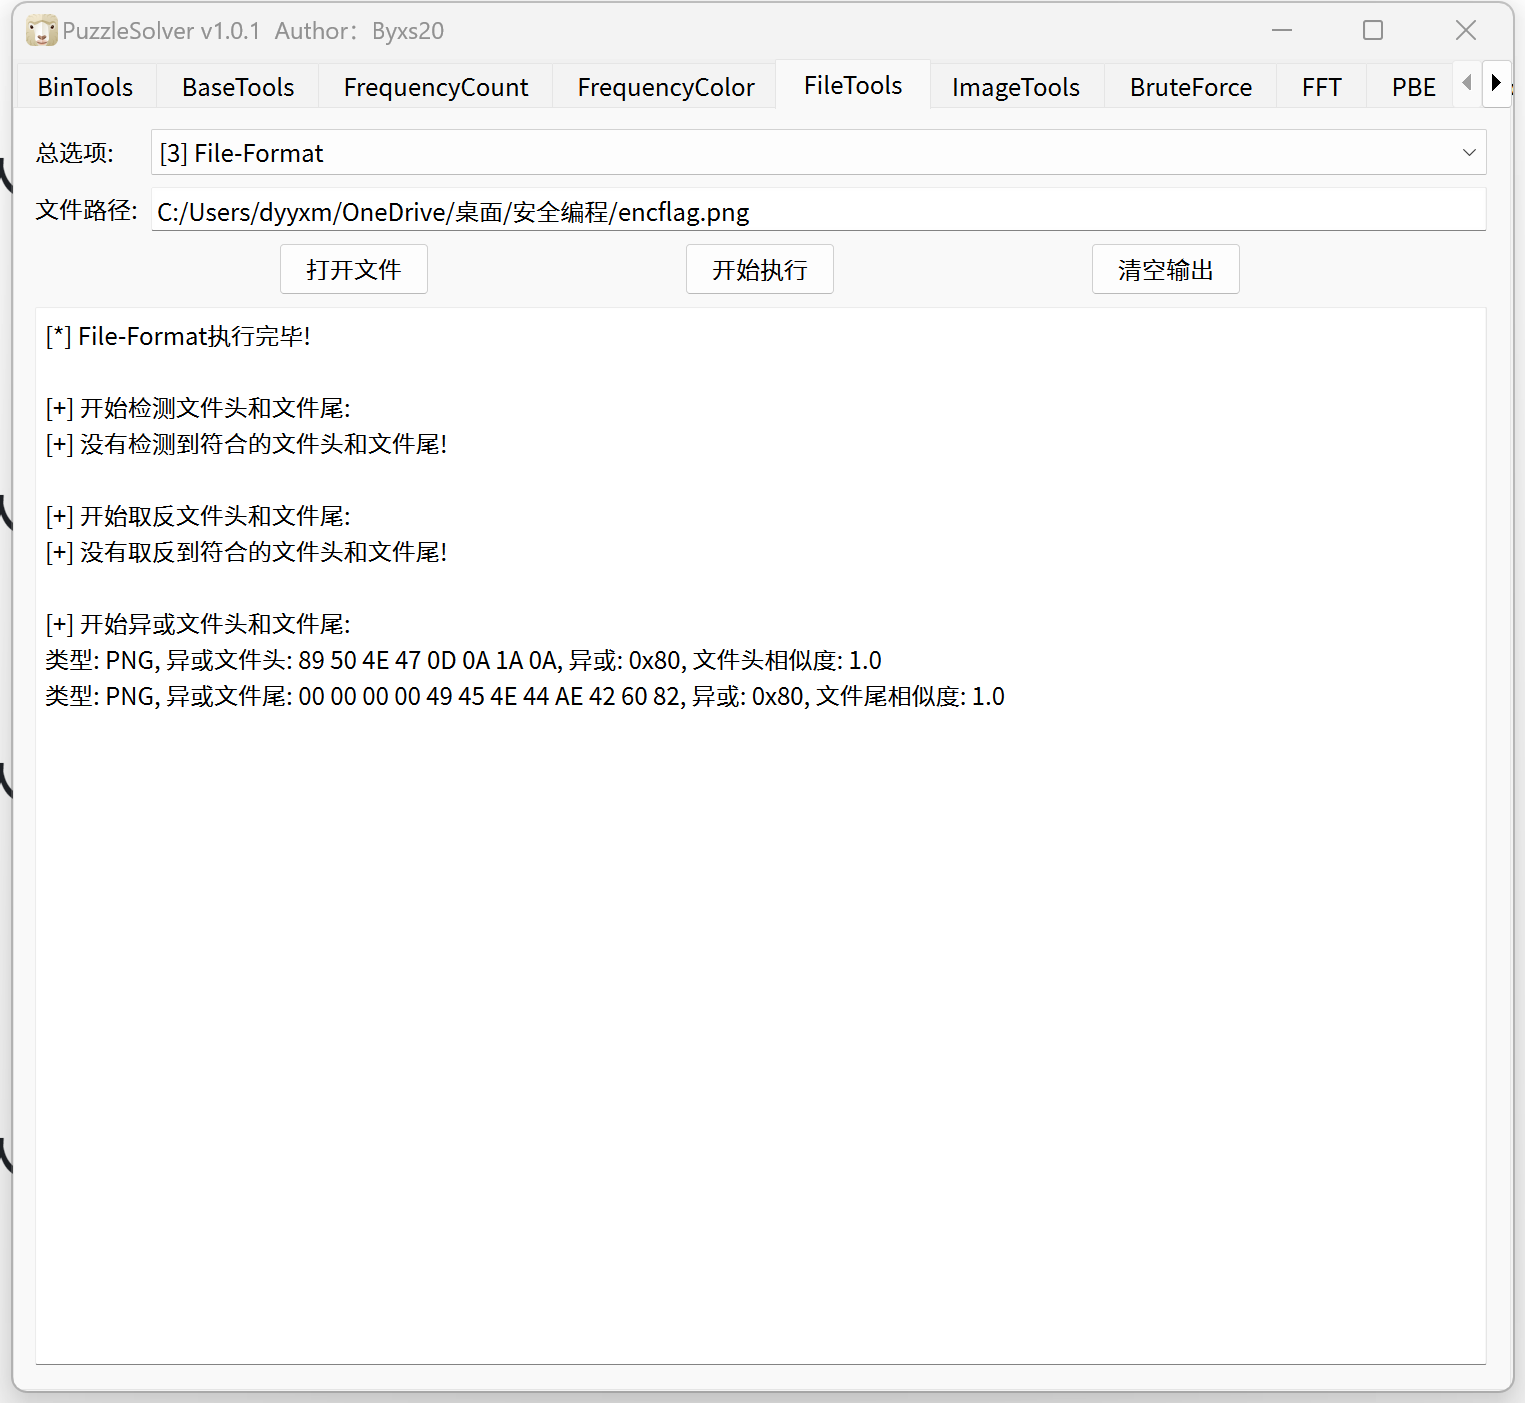 PuzzleSolver v1.0.1 Author： Byxs20
BinTools BaseTools FrequencyCount FrequencyColor FileTools ImageTools BruteForce FFT PBE
总选项: [3] File-Format
文件路径: C:/Users/dyyxm/OneDrive/桌面/安全编程/encflag.png
打开文件 开始执行 清空输出
[*] File-Format执行完毕!
[+] 开始检测文件头和文件尾:
[+] 没有检测到符合的文件头和文件尾!
[+] 开始取反文件头和文件尾:
[+] 没有取反到符合的文件头和文件尾!
[+] 开始异或文件头和文件尾:
类型: PNG, 异或文件头: 89 50 4E 47 0D 0A 1A 0A, 异或: 0x80, 文件头相似度: 1.0
类型: PNG, 异或文件尾: 00 00 00 00 49 45 4E 44 AE 42 60 82, 异或: 0x80, 文件尾相似度: 1.0